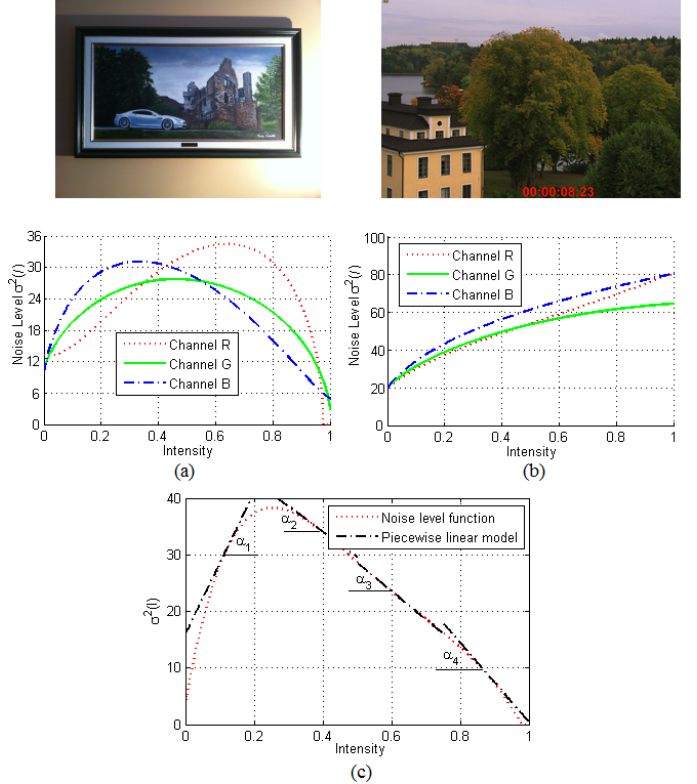 00:00:08:23
36
30
24
18
12
6
0
Noise Level σ²(I)
Channel R
Channel G
Channel B
0 0.2 0.4 0.6 0.8 1
Intensity
(a)
100
80
60
40
20
0
Noise Level σ²(I)
Channel R
Channel G
Channel B
0 0.2 0.4 0.6 0.8 1
Intensity
(b)
40
30
20
10
0
σ²(I)
Noise level function
Piecewise linear model
α₁
α₂
α₃
α₄
0 0.2 0.4 0.6 0.8 1
Intensity
(c)